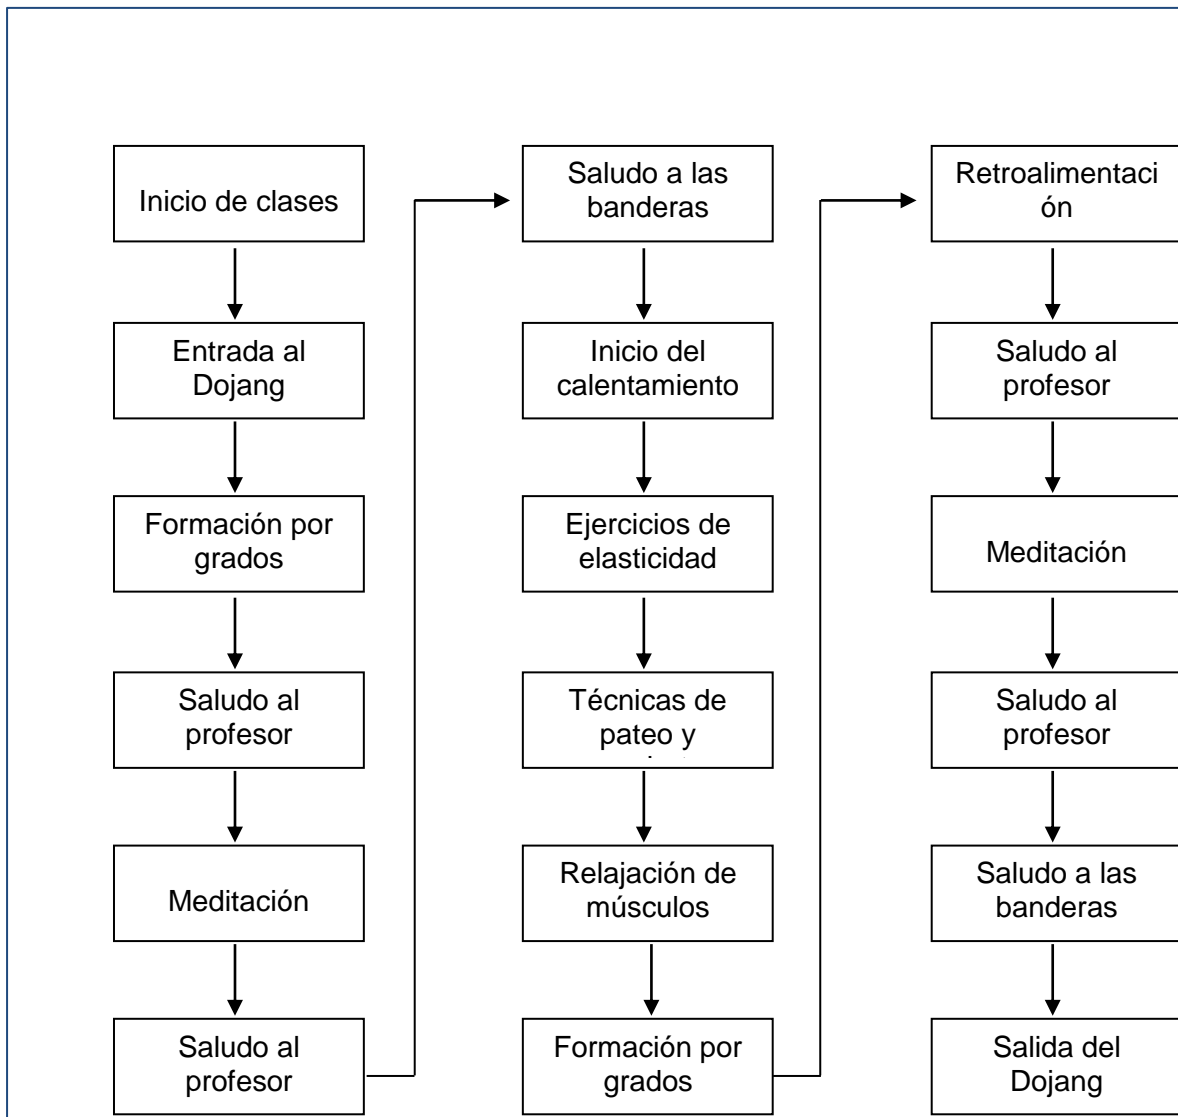 Inicio de clases
Entrada al
Dojang
Formación por
grados
Saludo al
profesor
Meditación
Saludo al
profesor
Saludo a las
banderas
Inicio del
calentamiento
Ejercicios de
elasticidad
Técnicas de
pateo y
Relajación de
músculos
Formación por
grados
Retroalimentaci
ón
Saludo al
profesor
Meditación
Saludo al
profesor
Saludo a las
banderas
Salida del
Dojang